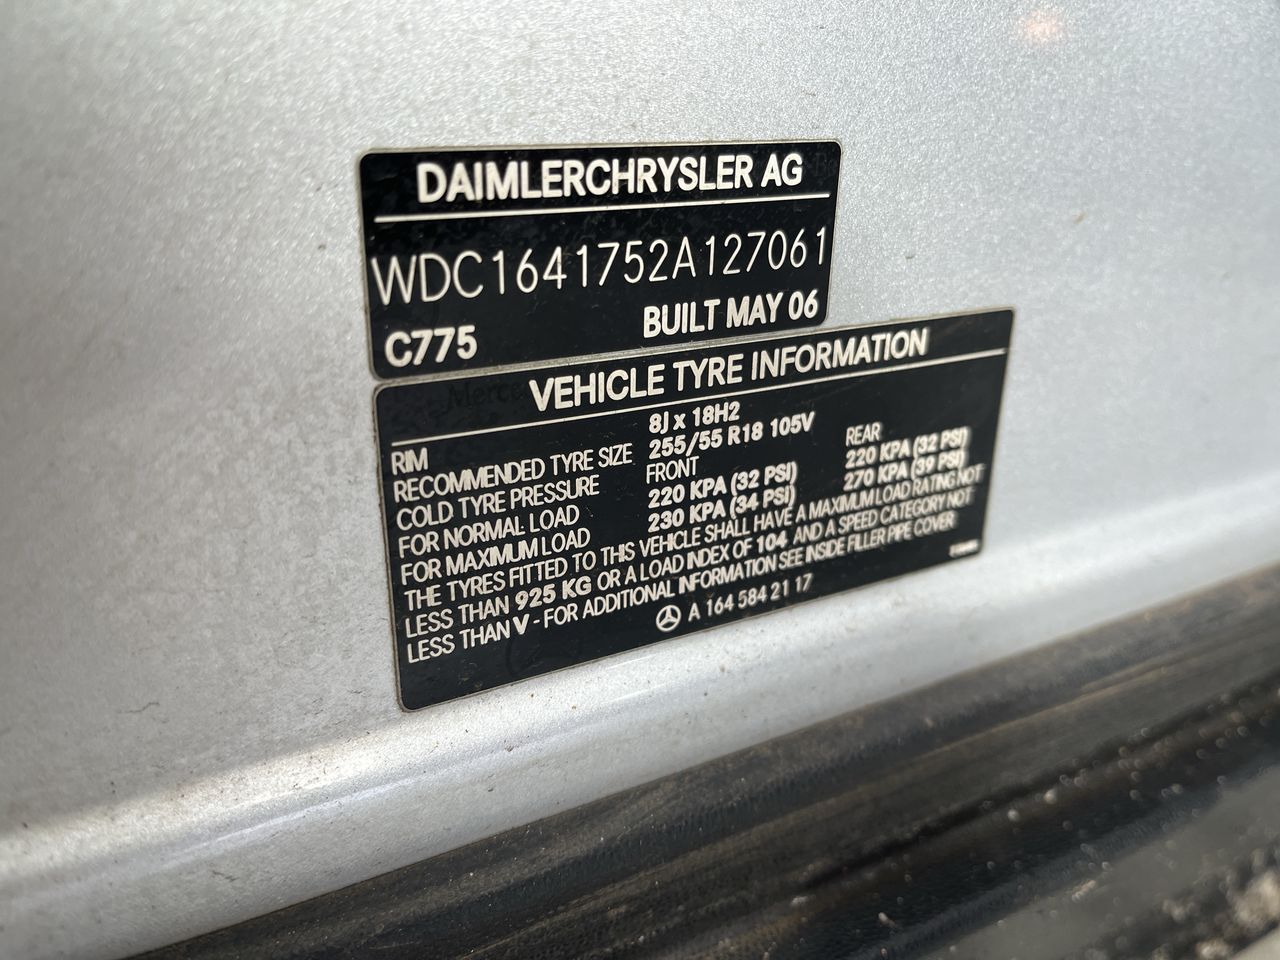 DAIMLERCHRYSLER AG
WDC1641752A127061
C775 BUILT MAY 06
VEHICLE TYRE INFORMATION
RIM 8J x 18H2
RECOMMENDED TYRE SIZE 255/55 R18 105V
COLD TYRE PRESSURE FRONT REAR
FOR NORMAL LOAD 220 KPA (32 PSI) 220 KPA (32 PSI)
FOR MAXIMUM LOAD 230 KPA (34 PSI) 270 KPA (39 PSI)
THE TYRES FITTED TO THIS VEHICLE SHALL HAVE A MAXIMUM LOAD RATING NOT
LESS THAN 925 KG OR A LOAD INDEX OF 104 AND A SPEED CATEGORY NOT
LESS THAN V - FOR ADDITIONAL INFORMATION SEE INSIDE FILLER PIPE COVER
A 164 584 21 17